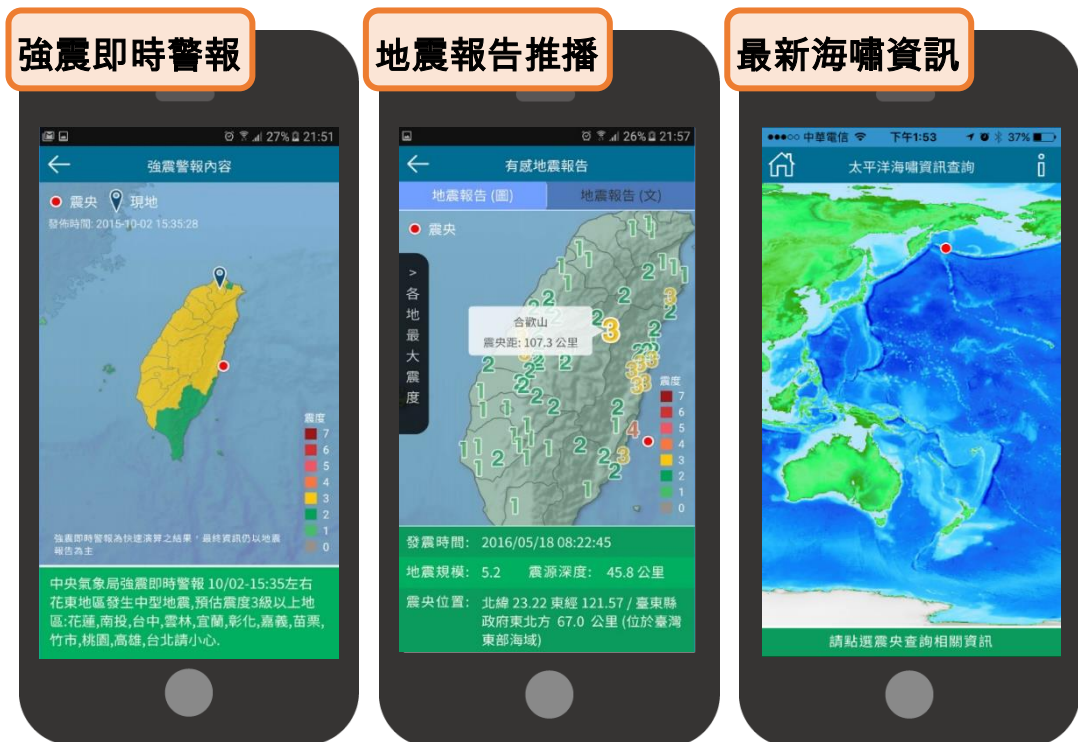 強震即時警報
27% 21:51
強震警報內容
震央 現地
發佈時間: 2015-10-02 15:35:28
震度
7
6
5
4
3
2
1
0
強震即時警報為快速演算之結果,最終資訊仍以地震
報告為主
中央氣象局強震即時警報 10/02-15:35左右
花東地區發生中型地震,預估震度3級以上地
區:花蓮,南投,台中,雲林,宜蘭,彰化,嘉義,苗栗,
竹市,桃園,高雄,台北請小心.
地震報告推播
26% 21:57
有感地震報告
地震報告 (圖) 地震報告 (文)
震央
>
各
地
最
大
震
度
合歡山
震央距: 107.3 公里
3
4
震度
7
6
5
4
3
2
1
0
發震時間: 2016/05/18 08:22:45
地震規模: 5.2 震源深度: 45.8 公里
震央位置: 北緯 23.22 東經 121.57 / 臺東縣
政府東北方 67.0 公里 (位於臺灣
東部海域)
最新海嘯資訊
中華電信 下午1:53 37%
太平洋海嘯資訊查詢
請點選震央查詢相關資訊